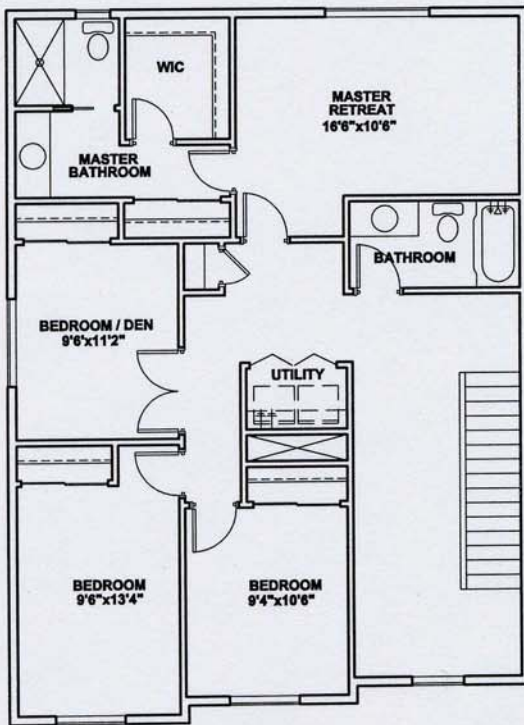 WIC
MASTER
RETREAT
16'6"x10'6"
MASTER
BATHROOM
BATHROOM
BEDROOM / DEN
9'6"x11'2"
UTILITY
BEDROOM
9'6"x13'4"
BEDROOM
9'4"x10'6"